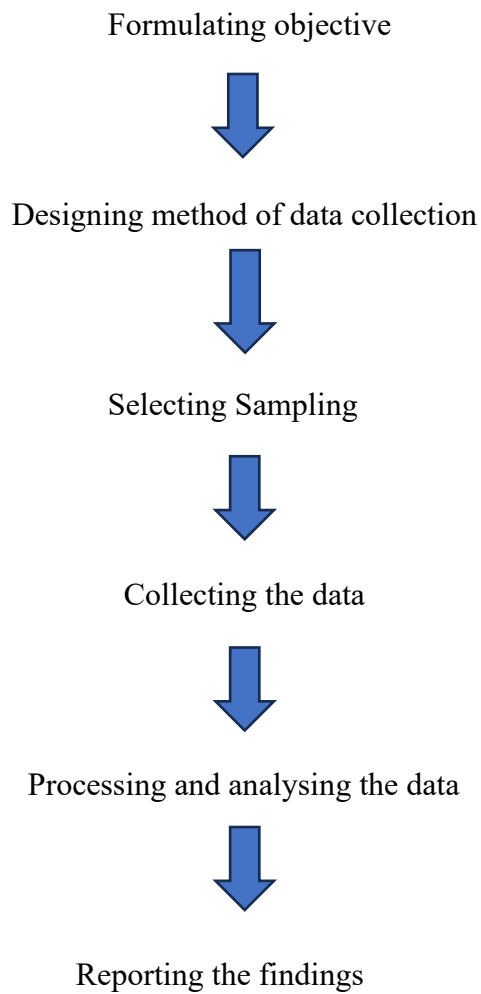 Formulating objective
Designing method of data collection
Selecting Sampling
Collecting the data
Processing and analysing the data
Reporting the findings